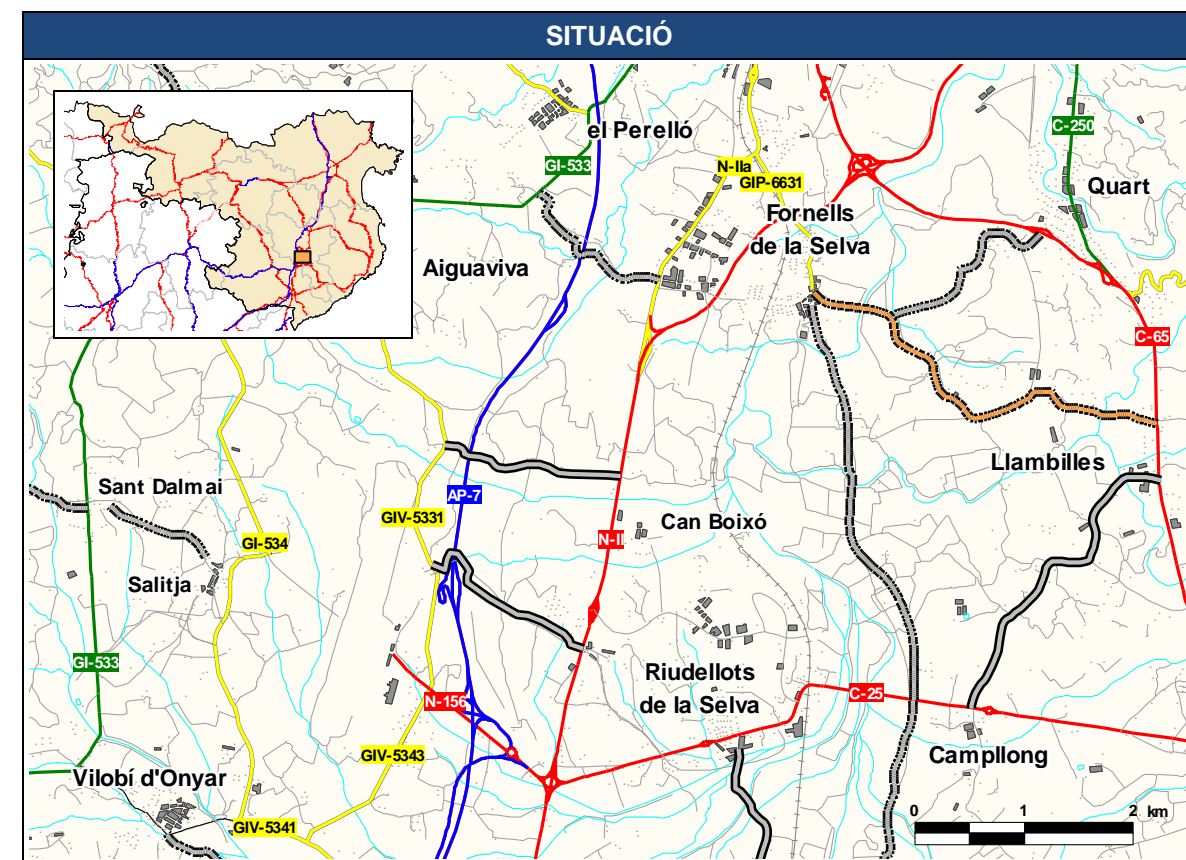 SITUACIÓ
el Perelló
C-250
GI-533
N-IIa
GIP-6631
Quart
Fornells
de la Selva
Aiguaviva
C-65
Llambilles
Sant Dalmai
AP-7
GIV-5331
Can Boixó
N-II
GI-534
Salitja
GI-533
Riudellots
de la Selva
N-156
C-25
GIV-5343
Campllong
Vilobí d'Onyar
0 1 2 km
GIV-5341